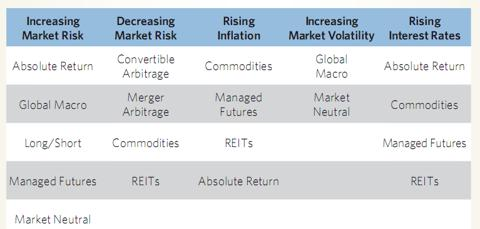 Increasing Decreasing Rising Increasing Rising
Market Risk Market Risk Inflation Market Volatility Interest Rates
Absolute Return Convertible Arbitrage Commodities Global Macro Absolute Return
Global Macro Merger Arbitrage Managed Futures Market Neutral Commodities
Long/Short Commodities REITs Managed Futures
Managed Futures REITs Absolute Return REITs
Market Neutral